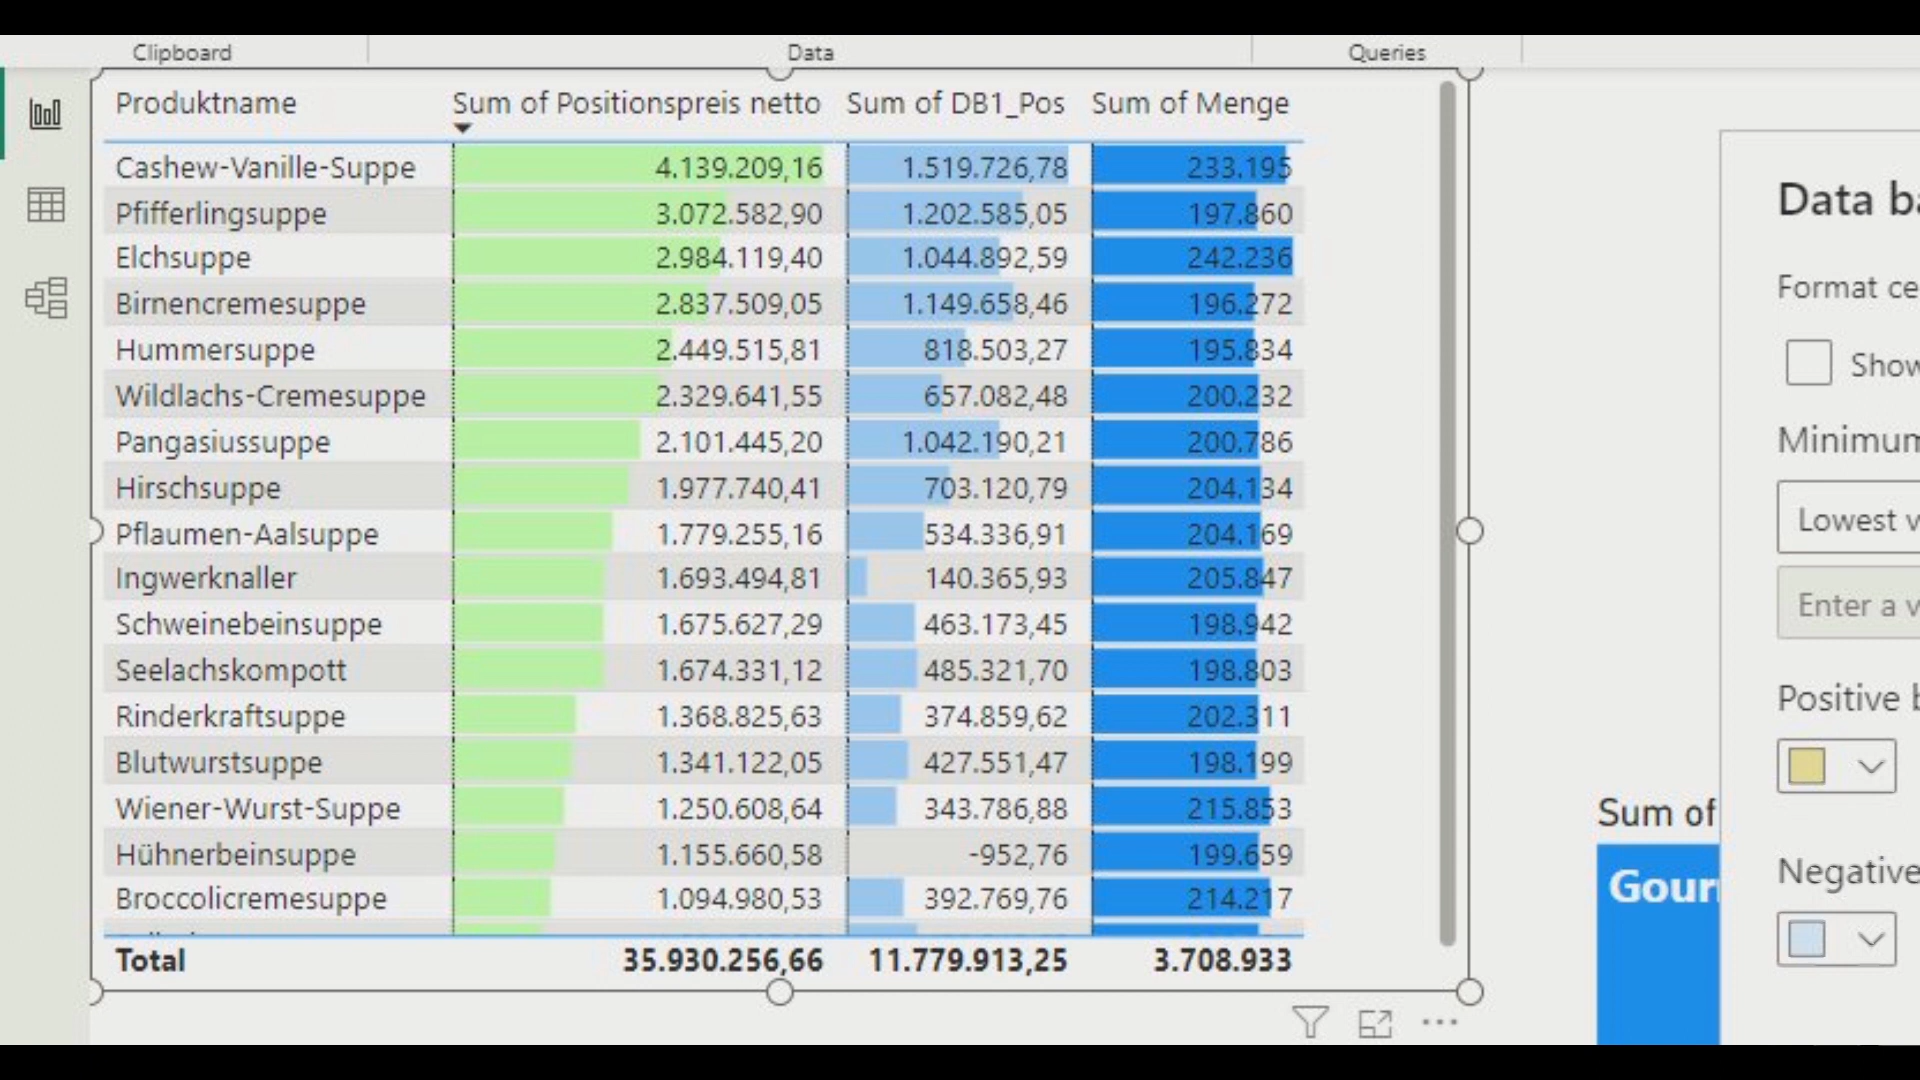 Clipboard Data Queries
Produktname Sum of Positionspreis netto Sum of DB1_Pos Sum of Menge
Cashew-Vanille-Suppe 4.139.209,16 1.519.726,78 233.195
Pfifferlingsuppe 3.072.582,90 1.202.585,05 197.860
Elchsuppe 2.984.119,40 1.044.892,59 242.236
Birnencremesuppe 2.837.509,05 1.149.658,46 196.272
Hummersuppe 2.449.515,81 818.503,27 195.834
Wildlachs-Cremesuppe 2.329.641,55 657.082,48 200.232
Pangasiussuppe 2.101.445,20 1.042.190,21 200.786
Hirschsuppe 1.977.740,41 703.120,79 204.134
Pflaumen-Aalsuppe 1.779.255,16 534.336,91 204.169
Ingwerknaller 1.693.494,81 140.365,93 205.847
Schweinebeinsuppe 1.675.627,29 463.173,45 198.942
Seelachskompott 1.674.331,12 485.321,70 198.803
Rinderkraftsuppe 1.368.825,63 374.859,62 202.311
Blutwurstsuppe 1.341.122,05 427.551,47 198.199
Wiener-Wurst-Suppe 1.250.608,64 343.786,88 215.853
Hühnerbeinsuppe 1.155.660,58 -952,76 199.659
Broccolicremesuppe 1.094.980,53 392.769,76 214.217
Total 35.930.256,66 11.779.913,25 3.708.933
Sum of
Gour
Data ba
Format ce
Show
Minimum
Lowest v
Enter a v
Positive b
Negative